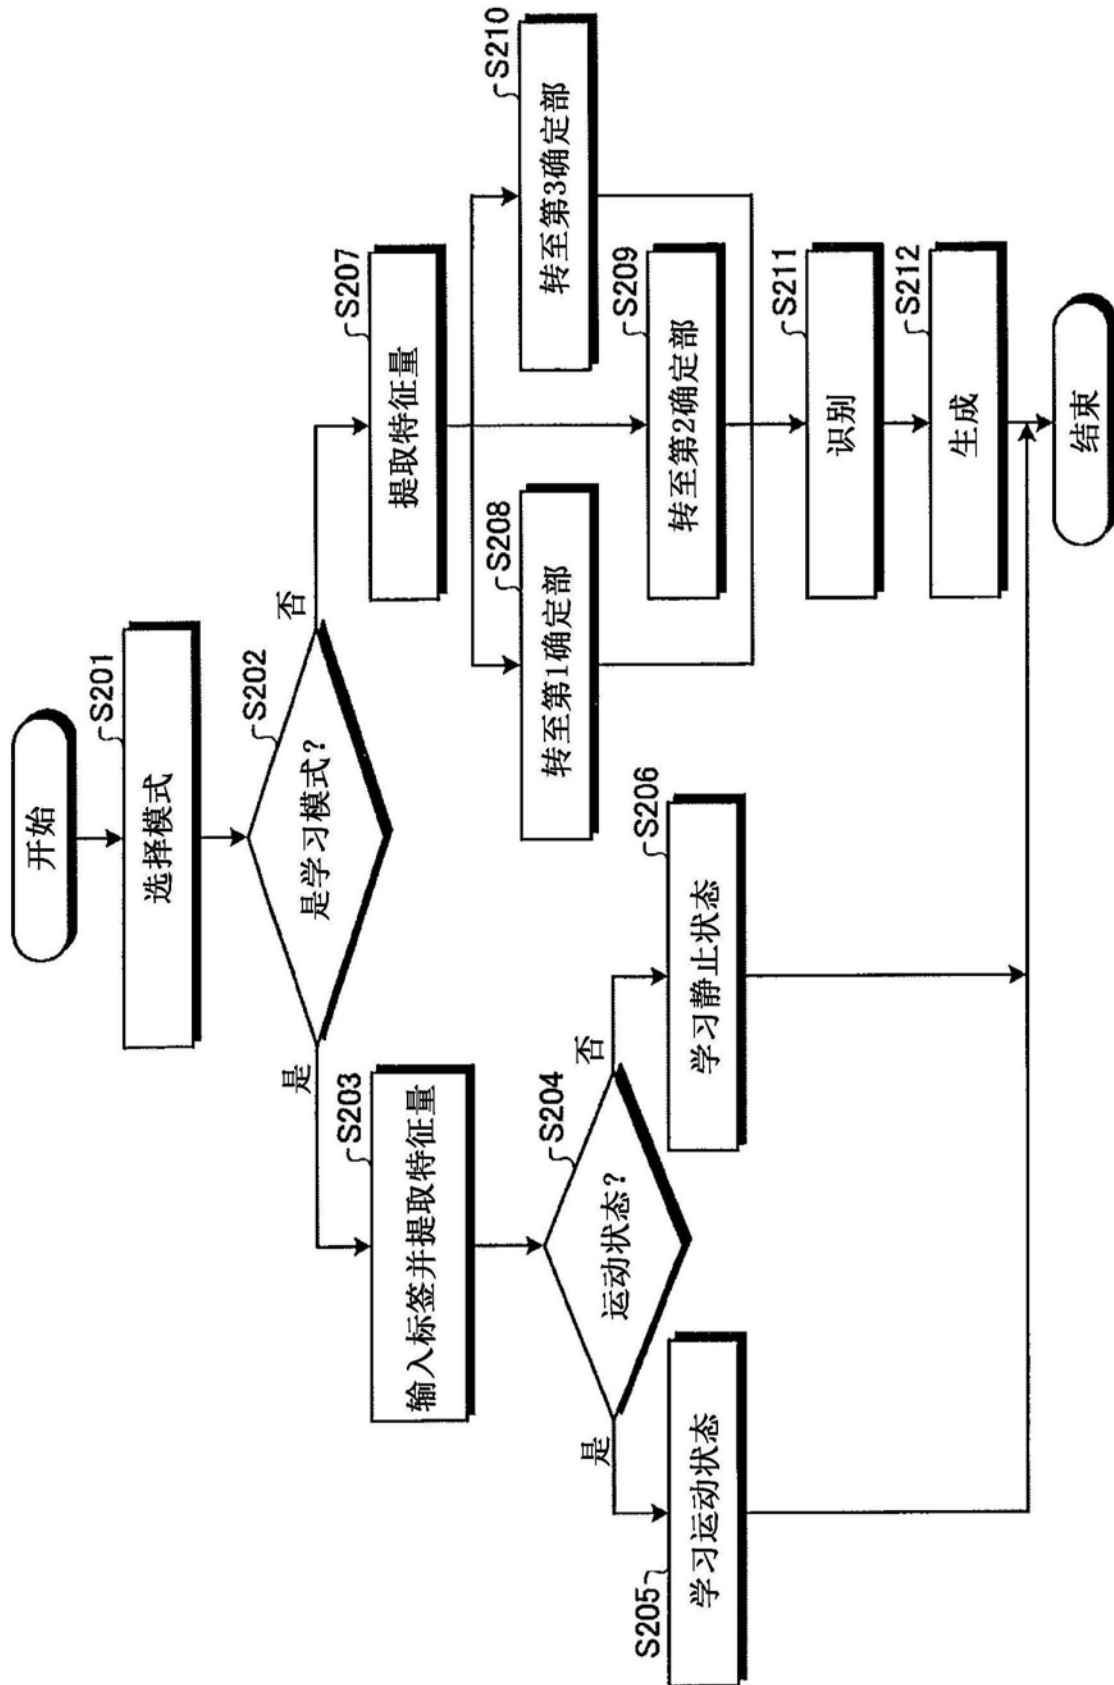 开始
S201
选择模式
S202
是学习模式?
是
否
S203
输入标签并提取特征量
S204
运动状态?
是
否
S205
学习运动状态
S206
学习静止状态
S207
提取特征量
S208
转至第1确定部
S209
转至第2确定部
S210
转至第3确定部
S211
识别
S212
生成
结束